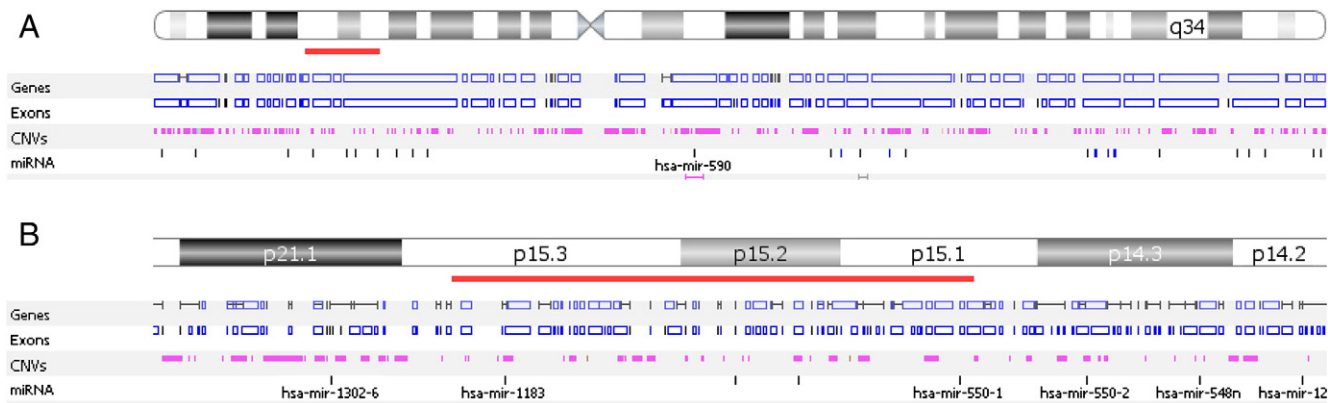 A
q34
Genes
Exons
CNVs
miRNA
hsa-mir-590
B
p21.1 p15.3 p15.2 p15.1 p14.3 p14.2
Genes
Exons
CNVs
miRNA
hsa-mir-1302-6 hsa-mir-1183 hsa-mir-550-1 hsa-mir-550-2 hsa-mir-548n hsa-mir-12